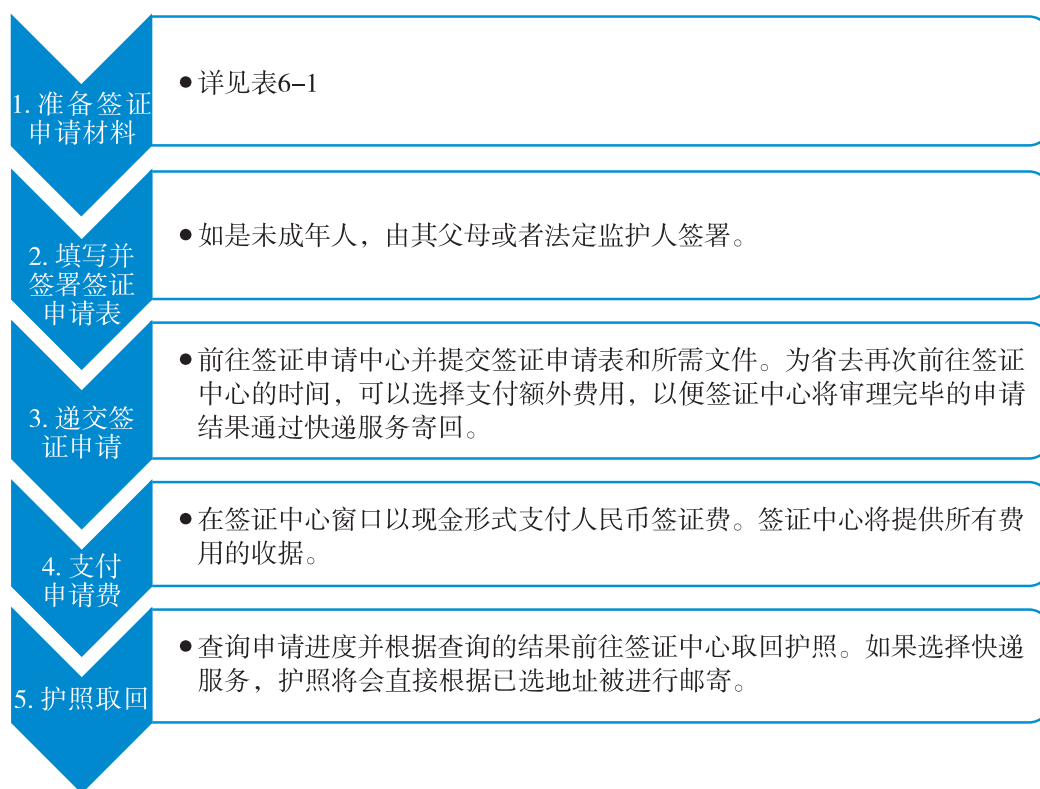 1. 准备签证
申请材料
●详见表6–1
2. 填写并
签署签证
申请表
●如是未成年人，由其父母或者法定监护人签署。
3. 递交签
证申请
●前往签证申请中心并提交签证申请表和所需文件。为省去再次前往签证
中心的时间，可以选择支付额外费用，以便签证中心将审理完毕的申请
结果通过快递服务寄回。
4. 支付
申请费
●在签证中心窗口以现金形式支付人民币签证费。签证中心将提供所有费
用的收据。
5. 护照取回
●查询申请进度并根据查询的结果前往签证中心取回护照。如果选择快递
服务，护照将会直接根据已选地址被进行邮寄。